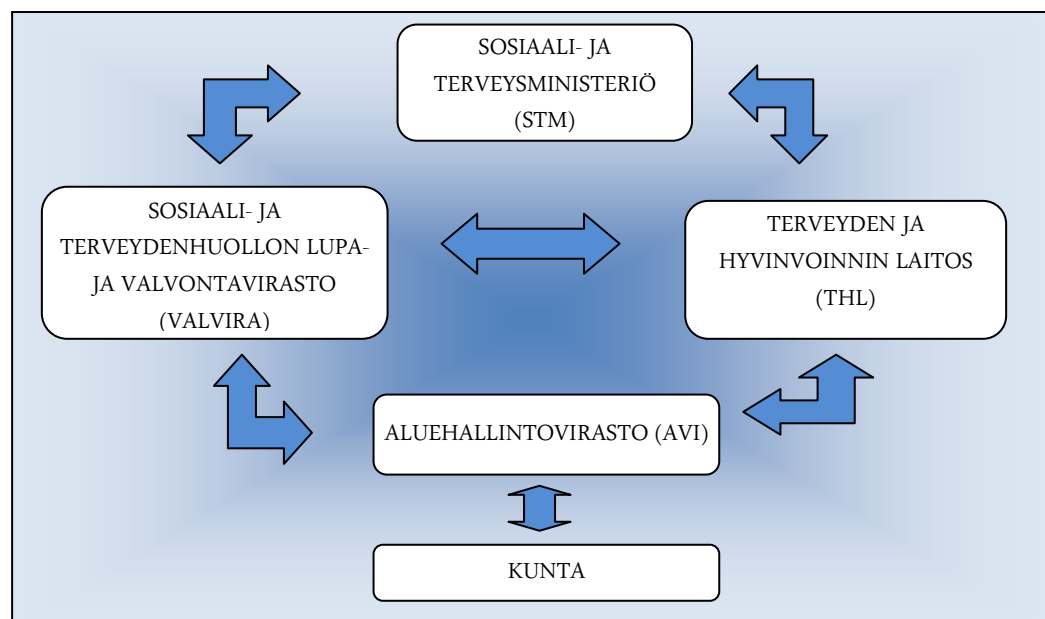 SOSIAALI- JA
TERVEYSMINISTERIÖ
(STM)
SOSIAALI- JA
TERVEYDENHUOLLON LUPA-
JA VALVONTAVIRASTO
(VALVIRA)
TERVEYDEN JA
HYVINVOINNIN LAITOS
(THL)
ALUEHALLINTOVIRASTO (AVI)
KUNTA